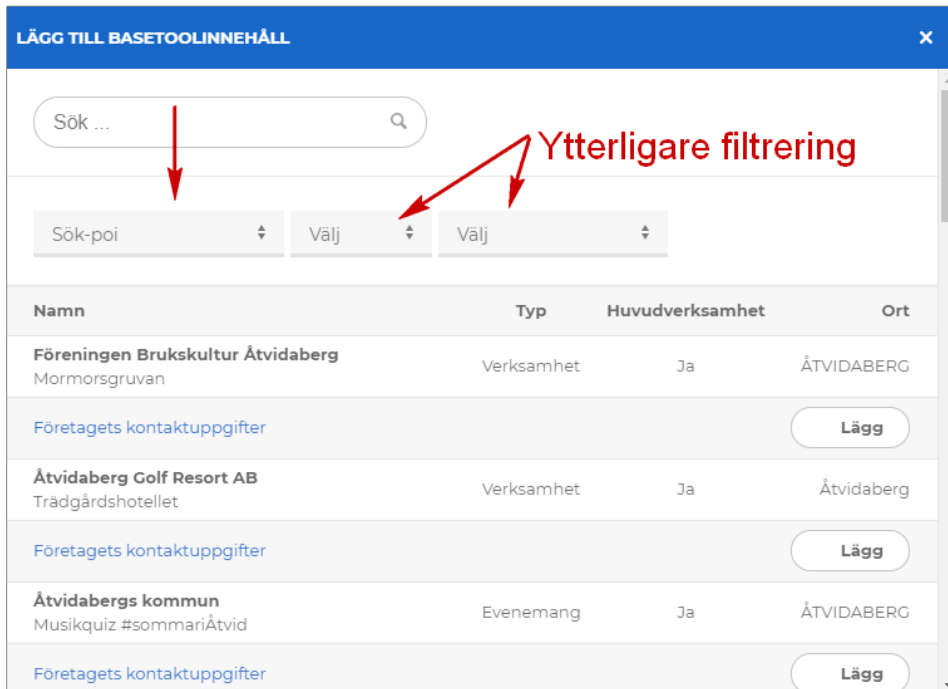 LÄGG TILL BASETOOLINNEHÅLL
Sök ...
Ytterligare filtrering
Sök-poi Välj Välj
Namn Typ Huvudverksamhet Ort
Föreningen Brukskultur Åtvidaberg
Mormorsgruvan Verksamhet Ja ÅTVIDABERG
Företagets kontaktuppgifter Lägg
Åtvidaberg Golf Resort AB
Trädgårdshotellet Verksamhet Ja Åtvidaberg
Företagets kontaktuppgifter Lägg
Åtvidabergs kommun
Musikquiz #sommariÅtvid Evenemang Ja ÅTVIDABERG
Företagets kontaktuppgifter Lägg